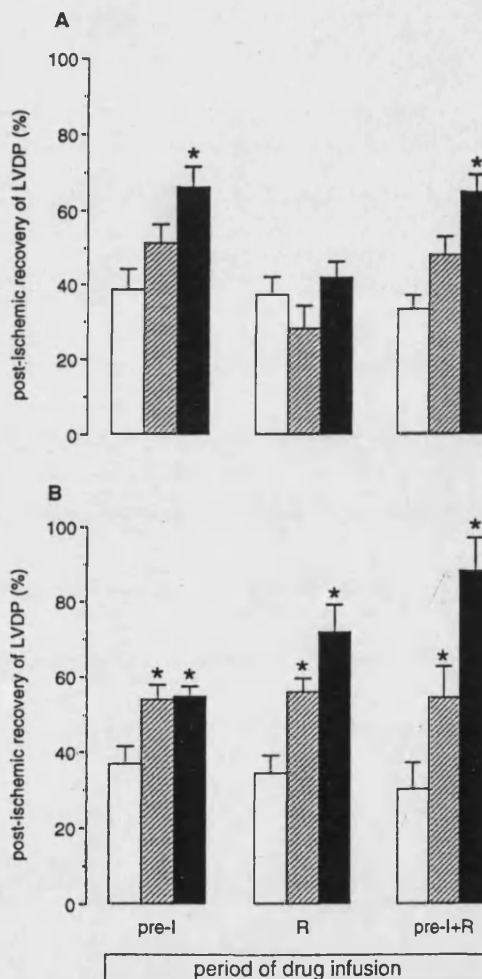 A
post-ischemic recovery of LVDP (%)
100
80
60
40
20
0
*
*
B
post-ischemic recovery of LVDP (%)
100
80
60
40
20
0
* *
* *
* *
pre-I R pre-I+R
period of drug infusion